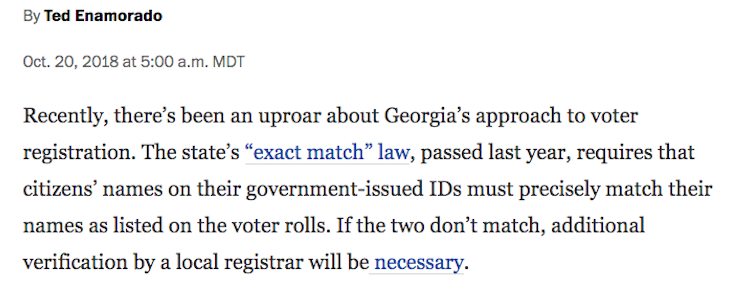 By Ted Enamorado
Oct. 20, 2018 at 5:00 a.m. MDT
Recently, there’s been an uproar about Georgia’s approach to voter
registration. The state’s “exact match” law, passed last year, requires that
citizens’ names on their government-issued IDs must precisely match their
names as listed on the voter rolls. If the two don’t match, additional
verification by a local registrar will be necessary.